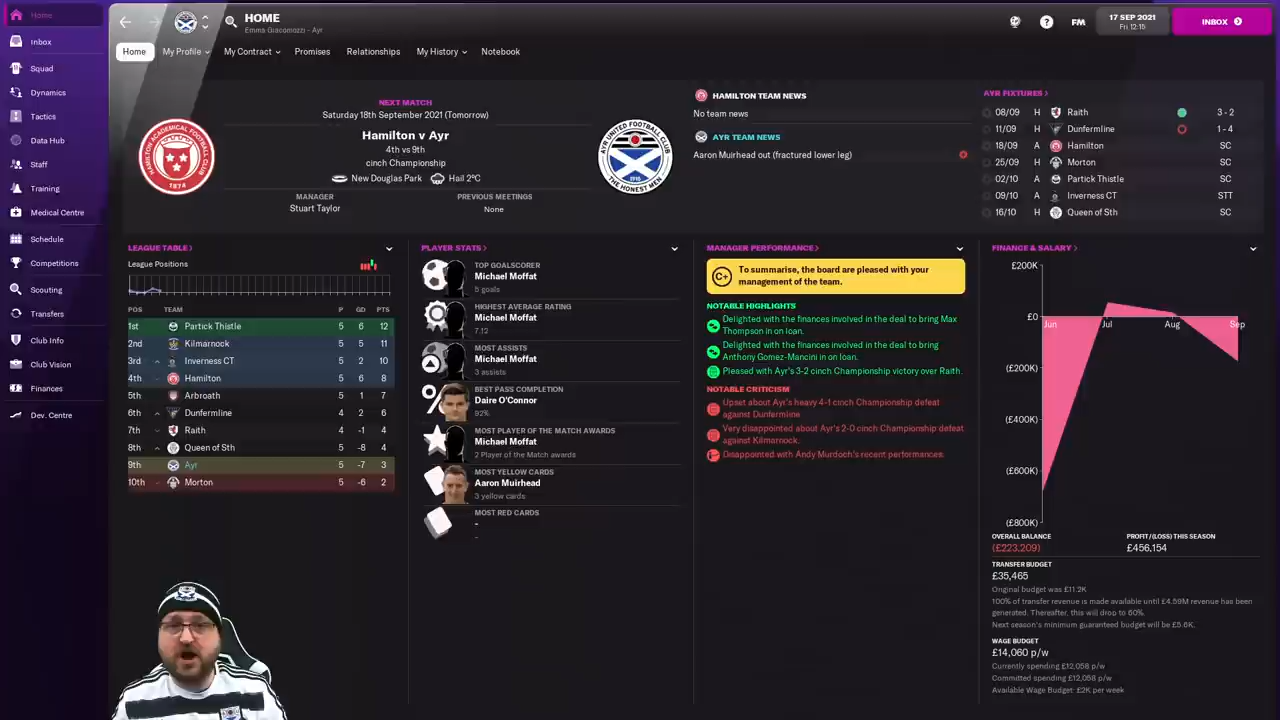 Home
Inbox
Squad
Dynamics
Tactics
Data Hub
Staff
Training
Medical Centre
Schedule
Competitions
Scouting
Transfers
Club Info
Club Vision
Finances
Dev. Centre
HOME
Emma Giacomozzi - Ayr
?
FM
17 SEP 2021
Fri 12:15
INBOX
Home
My Profile
My Contract
Promises
Relationships
My History
Notebook
NEXT MATCH
Saturday 18th September 2021 (Tomorrow)
Hamilton v Ayr
4th vs 9th
cinch Championship
New Douglas Park
Hail 2°C
MANAGER
Stuart Taylor
PREVIOUS MEETINGS
None
HAMILTON TEAM NEWS
No team news
AYR TEAM NEWS
Aaron Muirhead out (fractured lower leg)
AYR FIXTURES >
08/09 H Raith 3 - 2
11/09 H Dunfermline 1 - 4
18/09 A Hamilton SC
25/09 H Morton SC
02/10 A Partick Thistle SC
09/10 A Inverness CT STT
16/10 H Queen of Sth SC
LEAGUE TABLE >
League Positions
POS TEAM P GD PTS
1st Partick Thistle 5 6 12
2nd Kilmarnock 5 5 11
3rd Inverness CT 5 2 10
4th Hamilton 5 6 8
5th Arbroath 5 1 7
6th Dunfermline 4 2 6
7th Raith 4 -1 4
8th Queen of Sth 5 -8 4
9th Ayr 5 -7 3
10th Morton 5 -6 2
PLAYER STATS >
TOP GOALSCORER
Michael Moffat
5 goals
HIGHEST AVERAGE RATING
Michael Moffat
7.12
MOST ASSISTS
Michael Moffat
3 assists
BEST PASS COMPLETION
Daire O'Connor
92%
MOST PLAYER OF THE MATCH AWARDS
Michael Moffat
2 Player of the Match awards
MOST YELLOW CARDS
Aaron Muirhead
3 yellow cards
MOST RED CARDS
-
-
MANAGER PERFORMANCE >
C+
To summarise, the board are pleased with your
management of the team.
NOTABLE HIGHLIGHTS
Delighted with the finances involved in the deal to bring Max
Thompson in on loan.
Delighted with the finances involved in the deal to bring
Anthony Gomez-Mancini in on loan.
Pleased with Ayr's 3-2 cinch Championship victory over Raith.
NOTABLE CRITICISM
Upset about Ayr's heavy 4-1 cinch Championship defeat
against Dunfermline
Very disappointed about Ayr's 2-0 cinch Championship defeat
against Kilmarnock.
Disappointed with Andy Murdoch's recent performances.
FINANCE & SALARY >
£200K
£0
(£200K)
(£400K)
(£600K)
(£800K)
Jun Jul Aug Sep
OVERALL BALANCE
(£223,209)
PROFIT/(LOSS) THIS SEASON
£456,154
TRANSFER BUDGET
£35,465
Original budget was £11.2K
100% of transfer revenue is made available until £4.59M revenue has been
generated. Thereafter, this will drop to 60%.
Next season's minimum guaranteed budget will be £5.6K.
WAGE BUDGET
£14,060 p/w
Currently spending £12,058 p/w
Committed spending £12,058 p/w
Available Wage Budget: £2K per week
HAMILTON ACADEMICAL FOOTBALL CLUB
1874
AYR UNITED FOOTBALL CLUB
1910
THE HONEST MEN